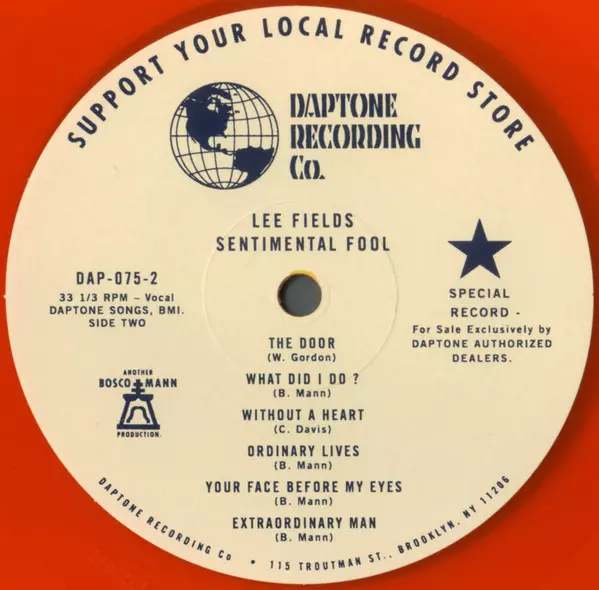 SUPPORT YOUR LOCAL RECORD STORE
DAPTONE
RECORDING
Co.
LEE FIELDS
SENTIMENTAL FOOL
DAP-075-2
33 1/3 RPM – Vocal
DAPTONE SONGS, BMI.
SIDE TWO
SPECIAL
RECORD -
For Sale Exclusively by
DAPTONE AUTHORIZED
DEALERS.
THE DOOR
(W. Gordon)
WHAT DID I DO ?
(B. Mann)
WITHOUT A HEART
(C. Davis)
ORDINARY LIVES
(B. Mann)
YOUR FACE BEFORE MY EYES
(B. Mann)
EXTRAORDINARY MAN
(B. Mann)
ANOTHER
BOSCO MANN
PRODUCTION.
DAPTONE RECORDING Co • 115 TROUTMAN ST., BROOKLYN, NY 11206